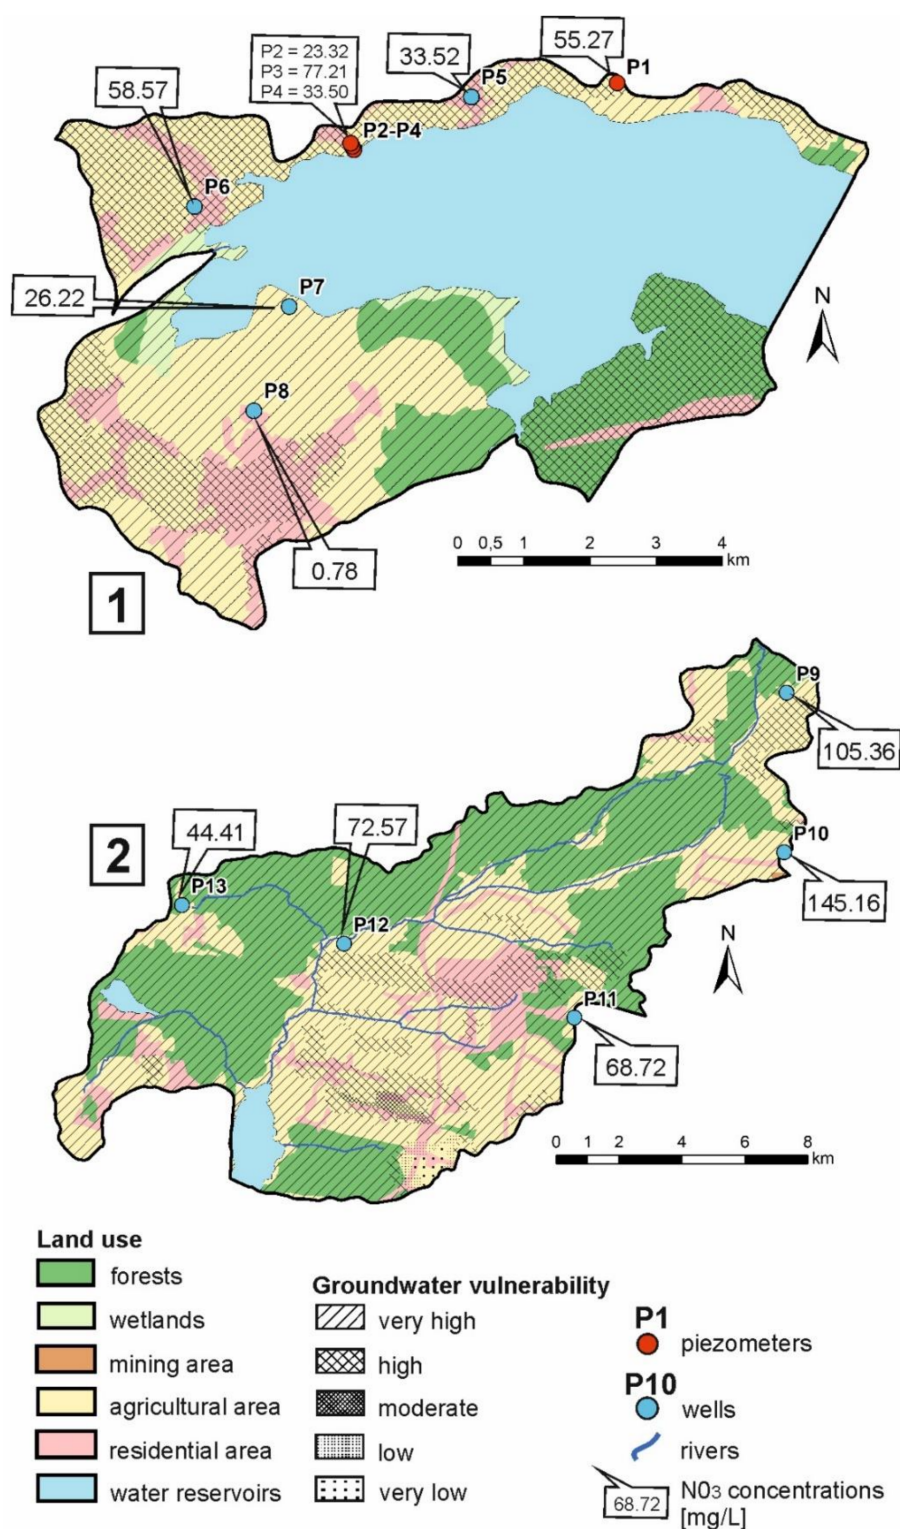 55.27
P1
P2 = 23.32
P3 = 77.21
P4 = 33.50
33.52
P5
58.57
P2-P4
P6
26.22
P7
N
P8
0.78
0 0,5 1 2 3 4
km
1
P9
105.36
2
44.41
72.57
P10
145.16
P13
P12
N
P11
68.72
0 1 2 4 6 8
km
Land use
forests
wetlands
mining area
agricultural area
residential area
water reservoirs
Groundwater vulnerability
very high
high
moderate
low
very low
P1
piezometers
P10
wells
rivers
68.72
N03 concentrations
[mg/L]